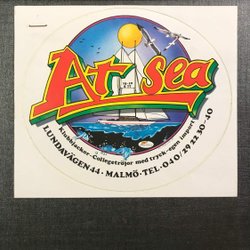 At sea
Klubbjackor-Collegetröjor med tryck-egen import
LUNDAVÄGEN 44 · MALMÖ · TEL · 040/29 22 30-40